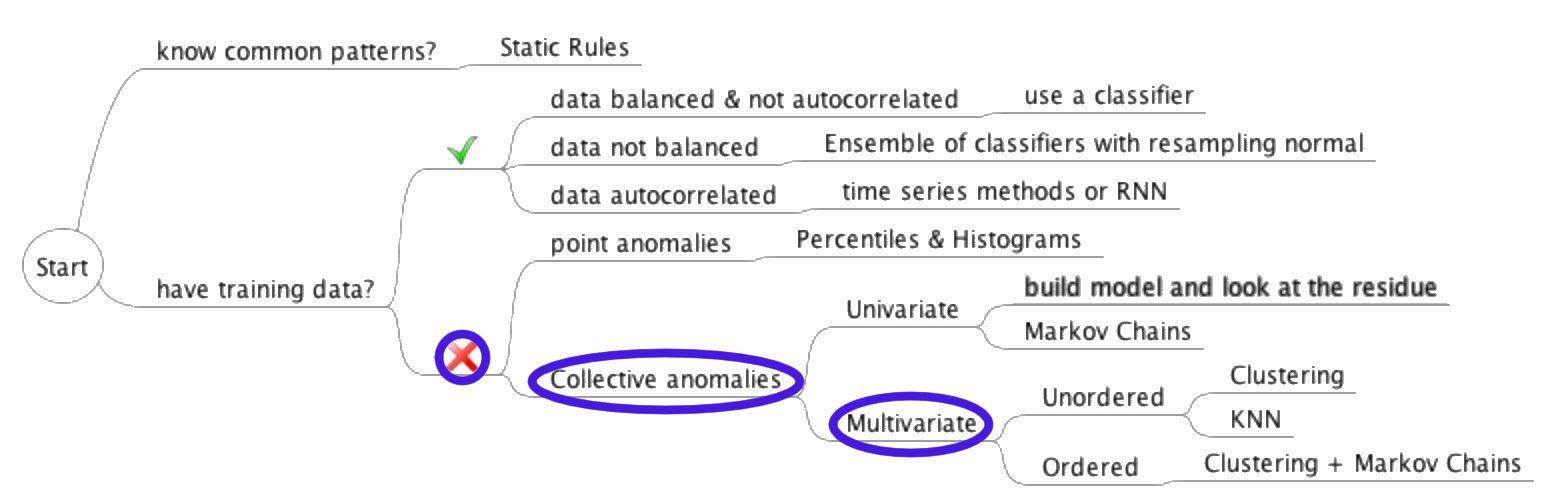 know common patterns?
Static Rules
data balanced & not autocorrelated
use a classifier
data not balanced
Ensemble of classifiers with resampling normal
data autocorrelated
time series methods or RNN
point anomalies
Percentiles & Histograms
Start
have training data?
Univariate
build model and look at the residue
Markov Chains
Collective anomalies
Multivariate
Unordered
Clustering
KNN
Ordered
Clustering + Markov Chains